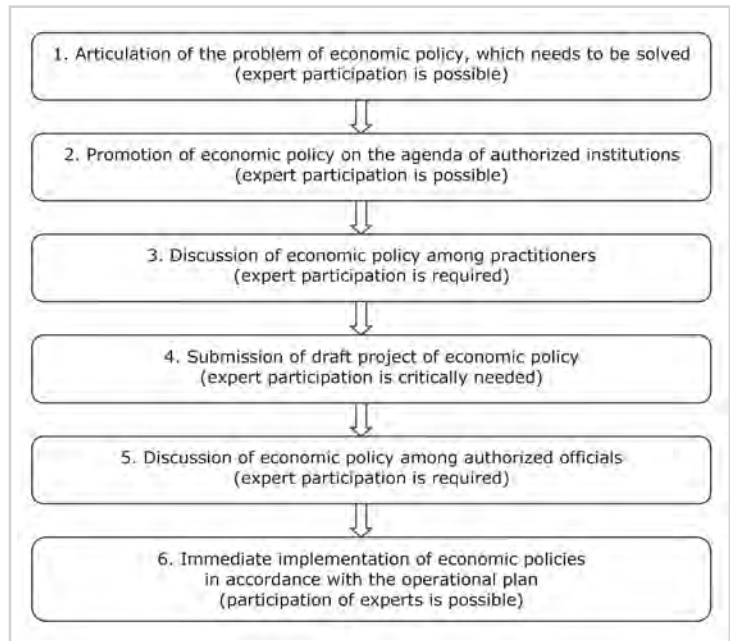 1. Articulation of the problem of economic policy, which needs to be solved
(expert participation is possible)
2. Promotion of economic policy on the agenda of authorized institutions
(expert participation is possible)
3. Discussion of economic policy among practitioners
(expert participation is required)
4. Submission of draft project of economic policy
(expert participation is critically needed)
5. Discussion of economic policy among authorized officials
(expert participation is required)
6. Immediate implementation of economic policies
in accordance with the operational plan
(participation of experts is possible)